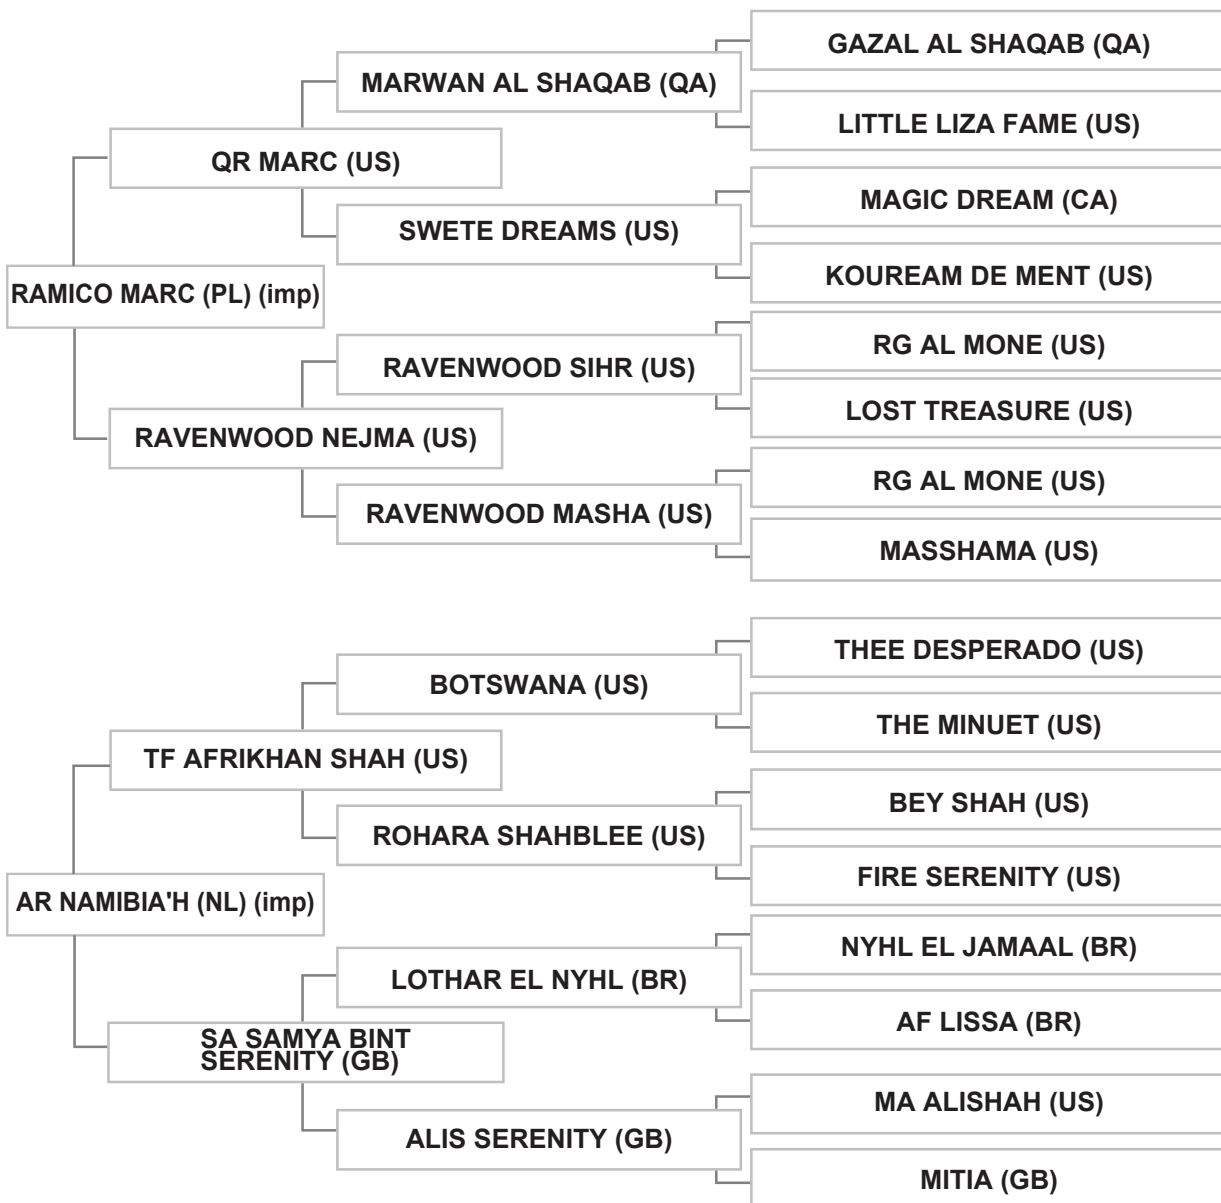 GAZAL AL SHAQAB (QA)
MARWAN AL SHAQAB (QA)
LITTLE LIZA FAME (US)
QR MARC (US)
MAGIC DREAM (CA)
SWETE DREAMS (US)
KOUREAM DE MENT (US)
RAMICO MARC (PL) (imp)
RG AL MONE (US)
RAVENWOOD SIHR (US)
LOST TREASURE (US)
RAVENWOOD NEJMA (US)
RG AL MONE (US)
RAVENWOOD MASHA (US)
MASSHAMA (US)
THEE DESPERADO (US)
BOTSWANA (US)
THE MINUET (US)
TF AFRIKHAN SHAH (US)
BEY SHAH (US)
ROHARA SHAHBLEE (US)
FIRE SERENITY (US)
AR NAMIBIA'H (NL) (imp)
NYHL EL JAMAAL (BR)
LOTHAR EL NYHL (BR)
AF LISSA (BR)
SA SAMYA BINT
SERENITY (GB)
MA ALISHAH (US)
ALIS SERENITY (GB)
MITIA (GB)